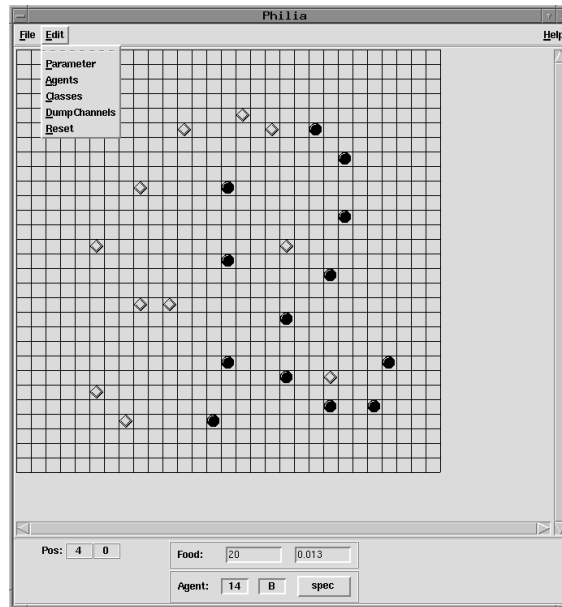 Philia
File Edit Help
Parameter
Agents
Classes
DumpChannels
Reset
Pos: 4 0
Food: 20 0.013
Agent: 14 B spec